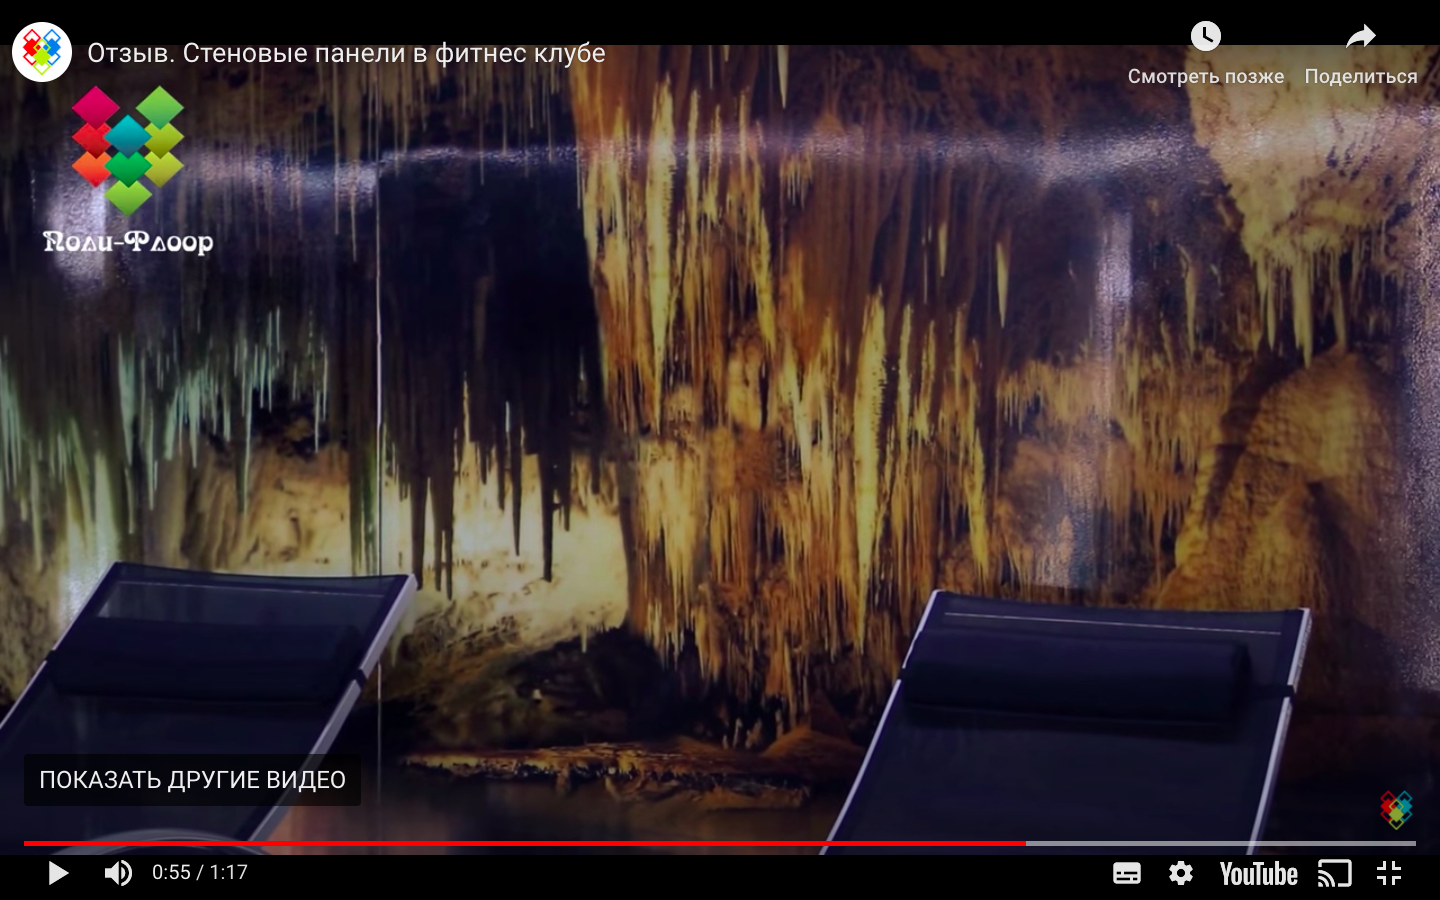 Отзыв. Стеновые панели в фитнес клубе
Смотреть позже
Поделиться
Поли-Флоор
ПОКАЗАТЬ ДРУГИЕ ВИДЕО
0:55 / 1:17
YouTube